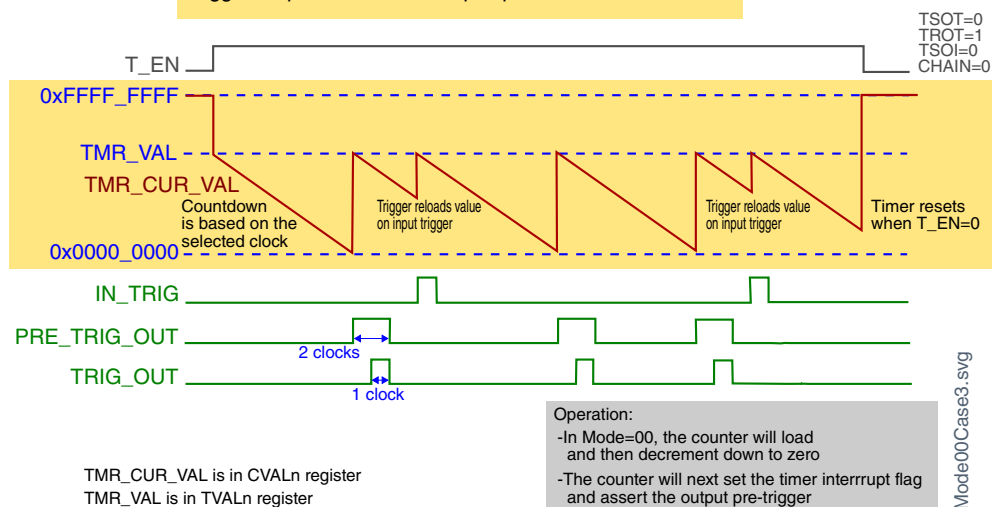 TSOT=0
TROT=1
TSOI=0
CHAIN=0
T_EN
0xFFFF_FFFF
TMR_VAL
TMR_CUR_VAL
Countdown
is based on the
selected clock
Trigger reloads value
on input trigger
Trigger reloads value
on input trigger
Timer resets
when T_EN=0
0x0000_0000
IN_TRIG
PRE_TRIG_OUT
2 clocks
TRIG_OUT
1 clock
Operation:
-In Mode=00, the counter will load
and then decrement down to zero
-The counter will next set the timer interrrupt flag
and assert the output pre-trigger
TMR_CUR_VAL is in CVALn register
TMR_VAL is in TVALn register
Mode00Case3.svg